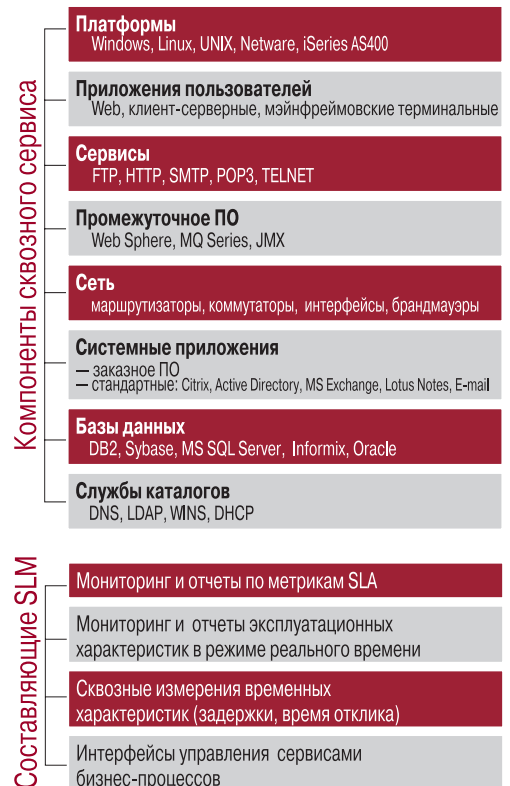 Компоненты сквозного сервиса
Платформы
Windows, Linux, UNIX, Netware, iSeries AS400
Приложения пользователей
Web, клиент-серверные, мэйнфреймовские терминальные
Сервисы
FTP, HTTP, SMTP, POP3, TELNET
Промежуточное ПО
Web Sphere, MQ Series, JMX
Сеть
маршрутизаторы, коммутаторы, интерфейсы, брандмауэры
Системные приложения
— заказное ПО
— стандартные: Citrix, Active Directory, MS Exchange, Lotus Notes, E-mail
Базы данных
DB2, Sybase, MS SQL Server, Informix, Oracle
Службы каталогов
DNS, LDAP, WINS, DHCP
Составляющие SLM
Мониторинг и отчеты по метрикам SLA
Мониторинг и отчеты эксплуатационных
характеристик в режиме реального времени
Сквозные измерения временных
характеристик (задержки, время отклика)
Интерфейсы управления сервисами
бизнес-процессов